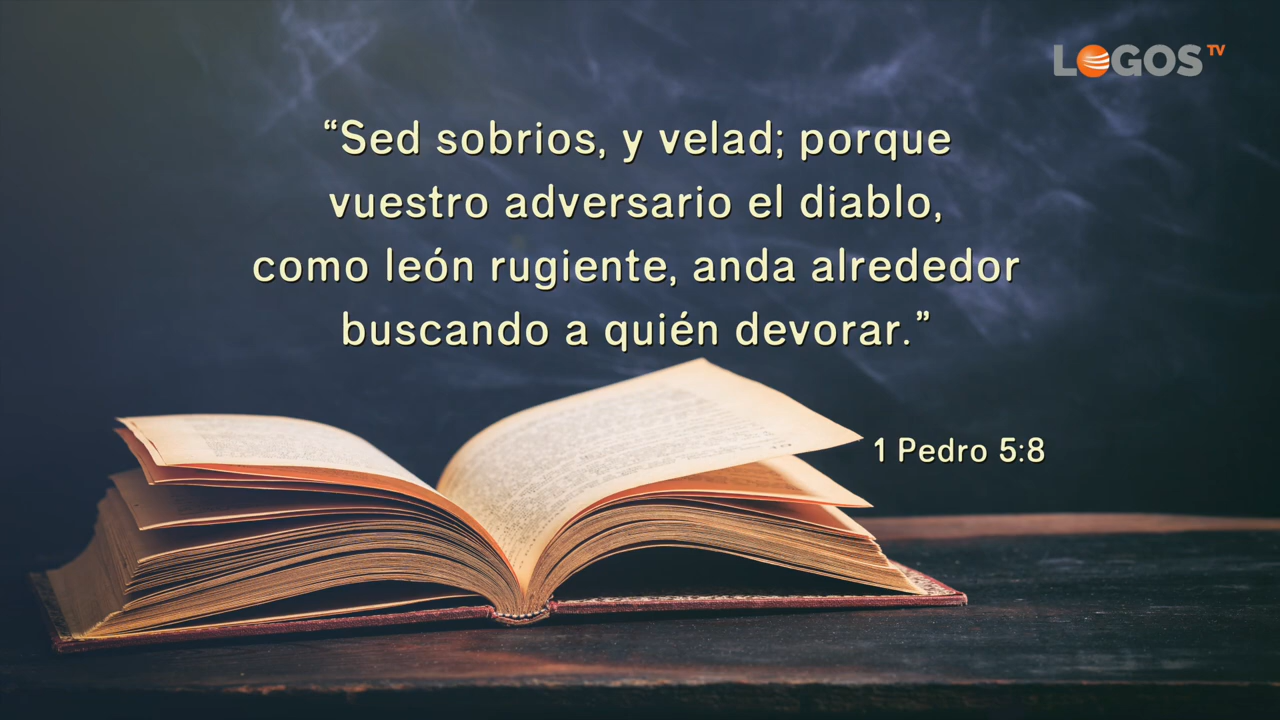 LOGOS TV
“Sed sobrios, y velad; porque
vuestro adversario el diablo,
como león rugiente, anda alrededor
buscando a quién devorar.”
1 Pedro 5:8